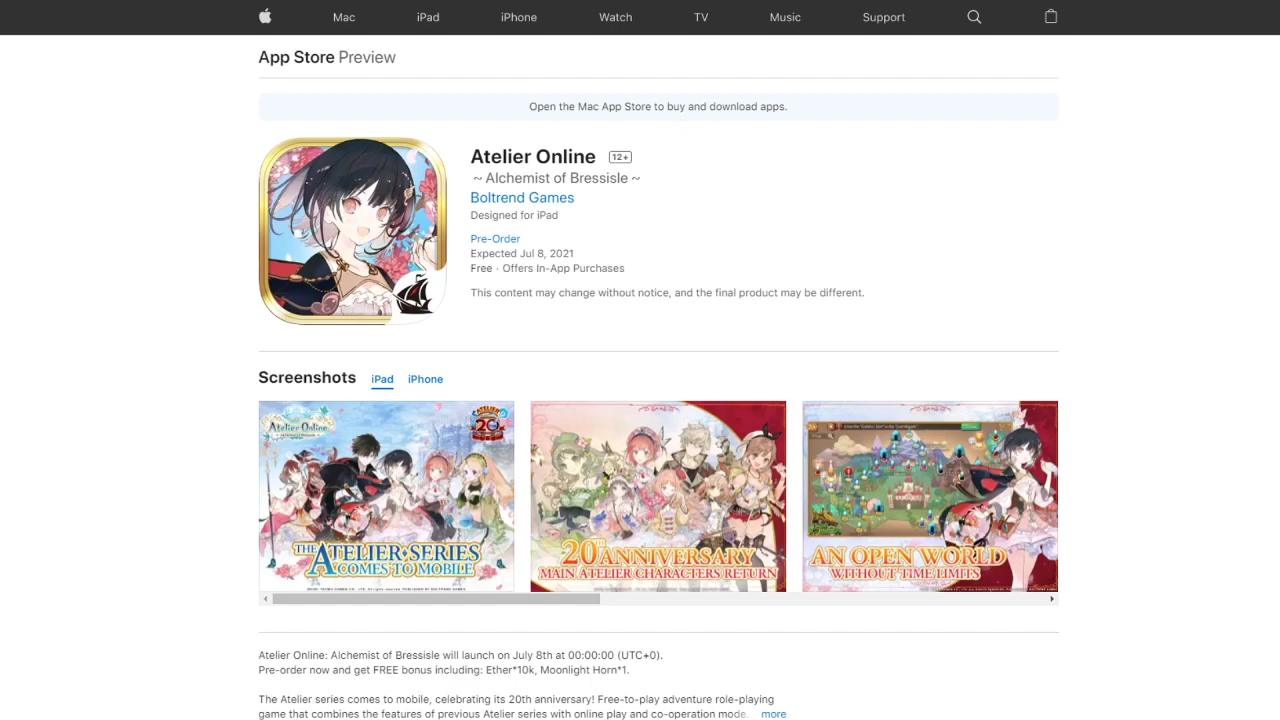 Mac iPad iPhone Watch TV Music Support
App Store Preview
Open the Mac App Store to buy and download apps.
Atelier Online 12+
~ Alchemist of Bressisle ~
Boltrend Games
Designed for iPad
Pre-Order
Expected Jul 8, 2021
Free · Offers In-App Purchases
This content may change without notice, and the final product may be different.
Screenshots iPad iPhone
Atelier Online
ATELIER
20
THE ATELIER SERIES
COMES TO MOBILE
20TH ANNIVERSARY
MAIN ATELIER CHARACTERS RETURN
AN OPEN WORLD
WITHOUT TIME LIMITS
Atelier Online: Alchemist of Bressisle will launch on July 8th at 00:00:00 (UTC+0).
Pre-order now and get FREE bonus including: Ether*10k, Moonlight Horn*1.
The Atelier series comes to mobile, celebrating its 20th anniversary! Free-to-play adventure role-playing
game that combines the features of previous Atelier series with online play and co-operation mode. more